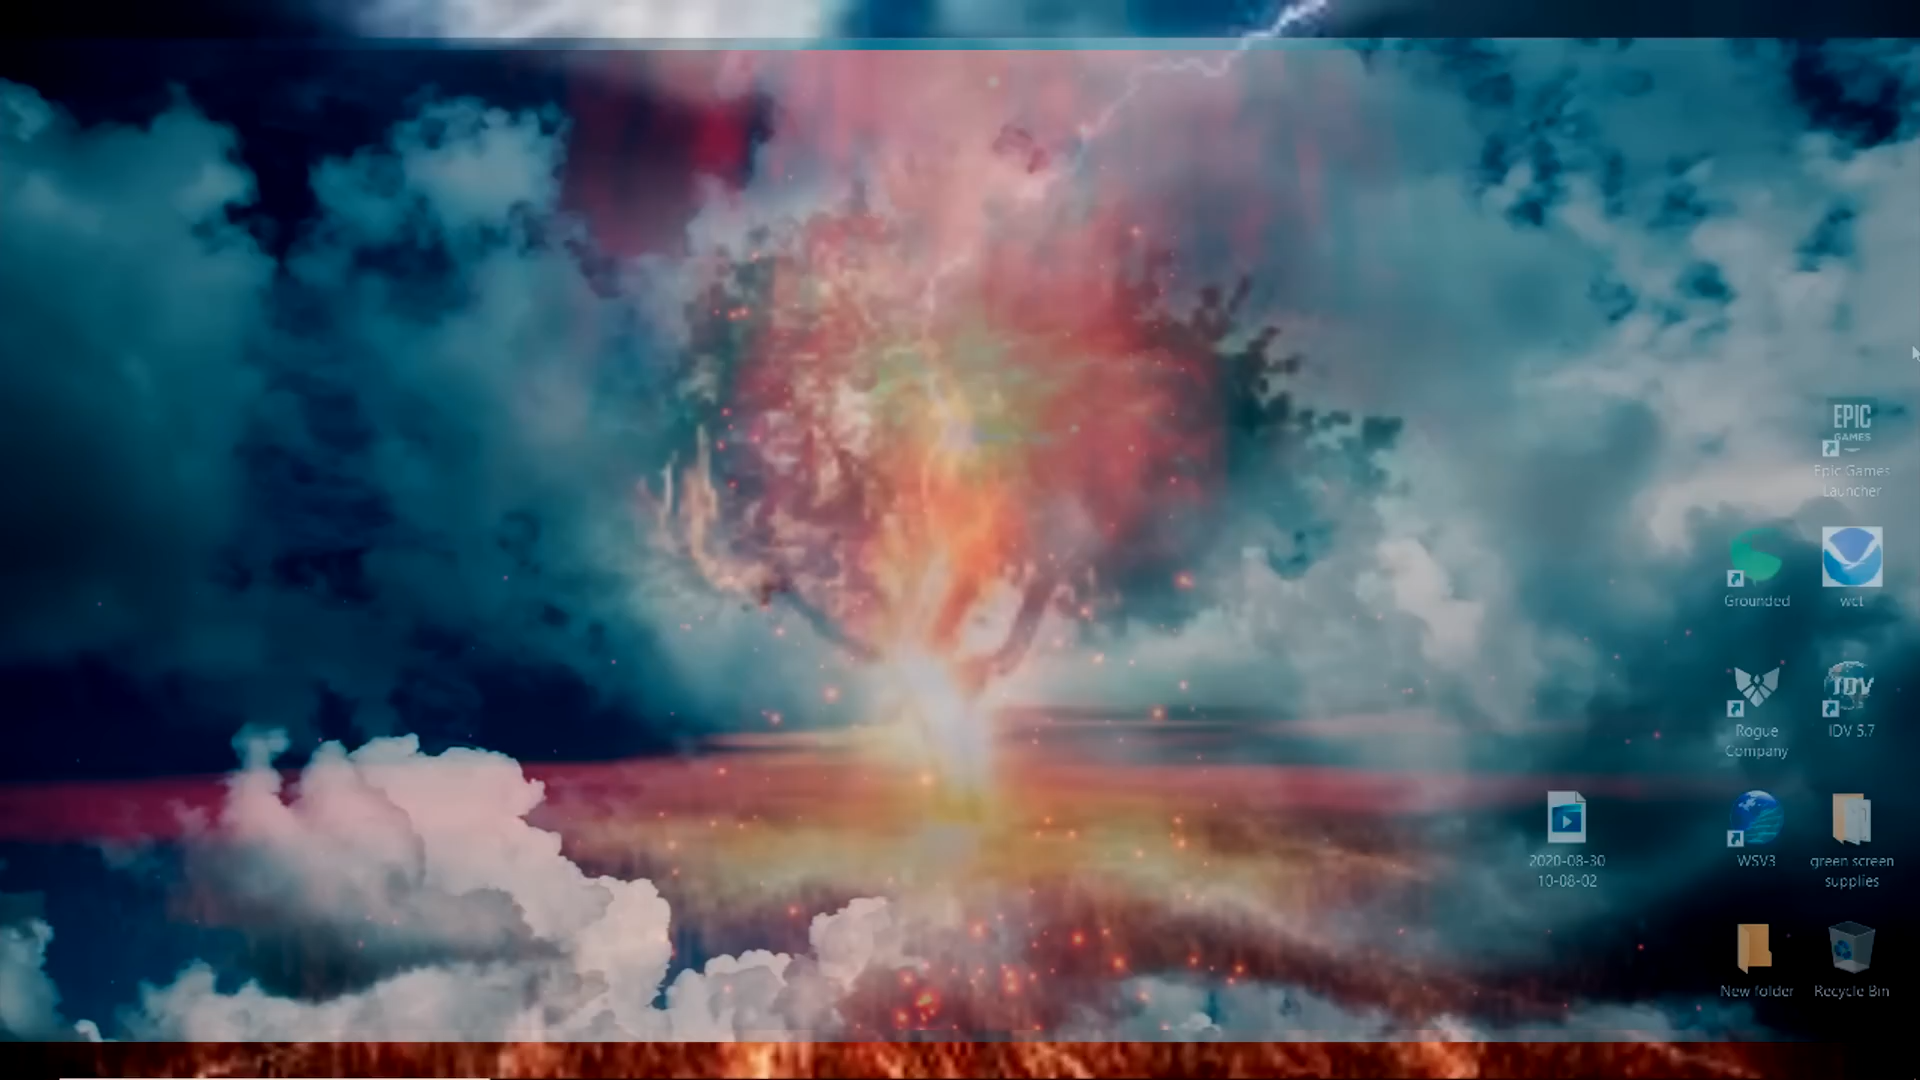 EPIC
GAMES
Epic Games
Launcher
Grounded
wct
Rogue
Company
IDV
IDV 5.7
2020-08-30
10-08-02
WSV3
green screen
supplies
New folder
Recycle Bin